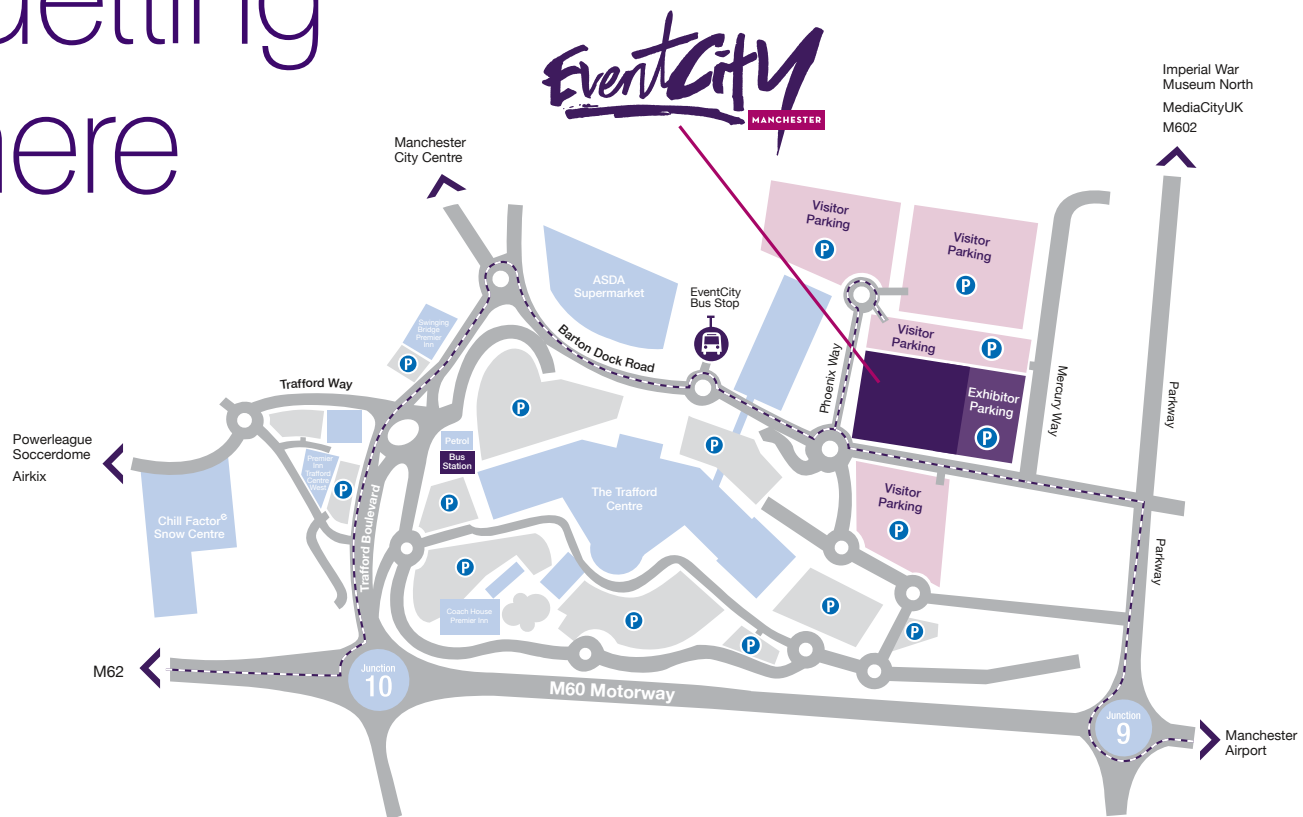 Getting
here
EventCity
MANCHESTER
Imperial War
Museum North
MediaCityUK
M602
Manchester
City Centre
Visitor
Parking
P
Visitor
Parking
P
ASDA
Supermarket
EventCity
Bus Stop
Swinging
Bridge
Premier
Inn
P
Barton Dock Road
Visitor
Parking
P
Phoenix Way
Exhibitor
Parking
P
Mercury Way
Parkway
Trafford Way
P
P
Petrol
Bus
Station
Powerleague
Soccerdome
Airkix
Premier
Inn
Trafford
Centre
West
P
P
The Trafford
Centre
Visitor
Parking
P
Chill Factore
Snow Centre
Trafford Boulevard
Parkway
P
Coach House
Premier Inn
P
P
P
P
M62
Junction
10
M60 Motorway
Junction
9
Manchester
Airport